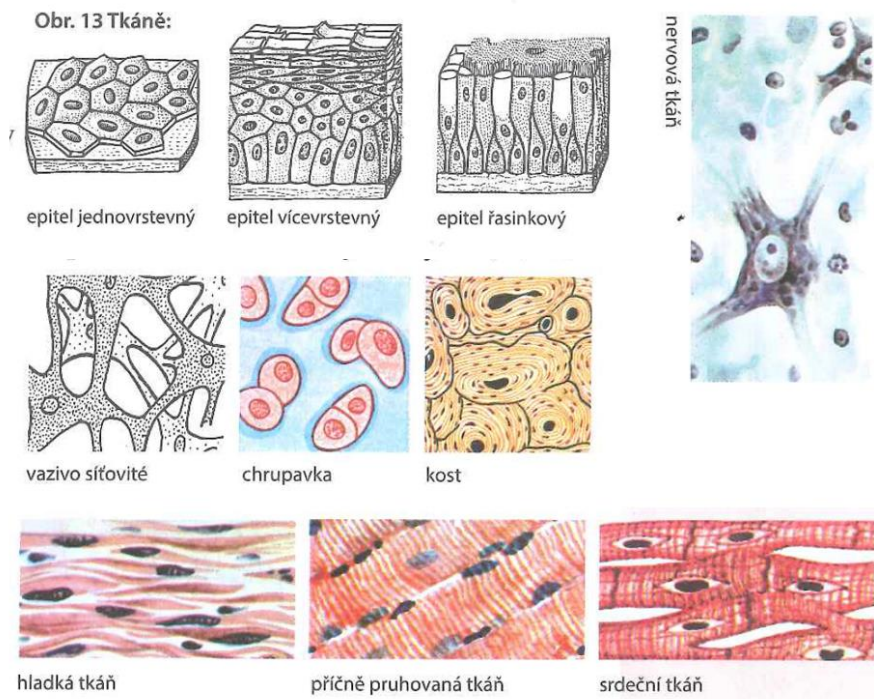 Obr. 13 Tkáně:
epitel jednovrstevný
epitel vícevrstevný
epitel řasinkový
nervová tkáň
vazivo síťovité
chrupavka
kost
hladká tkáň
příčně pruhovaná tkáň
srdeční tkáň